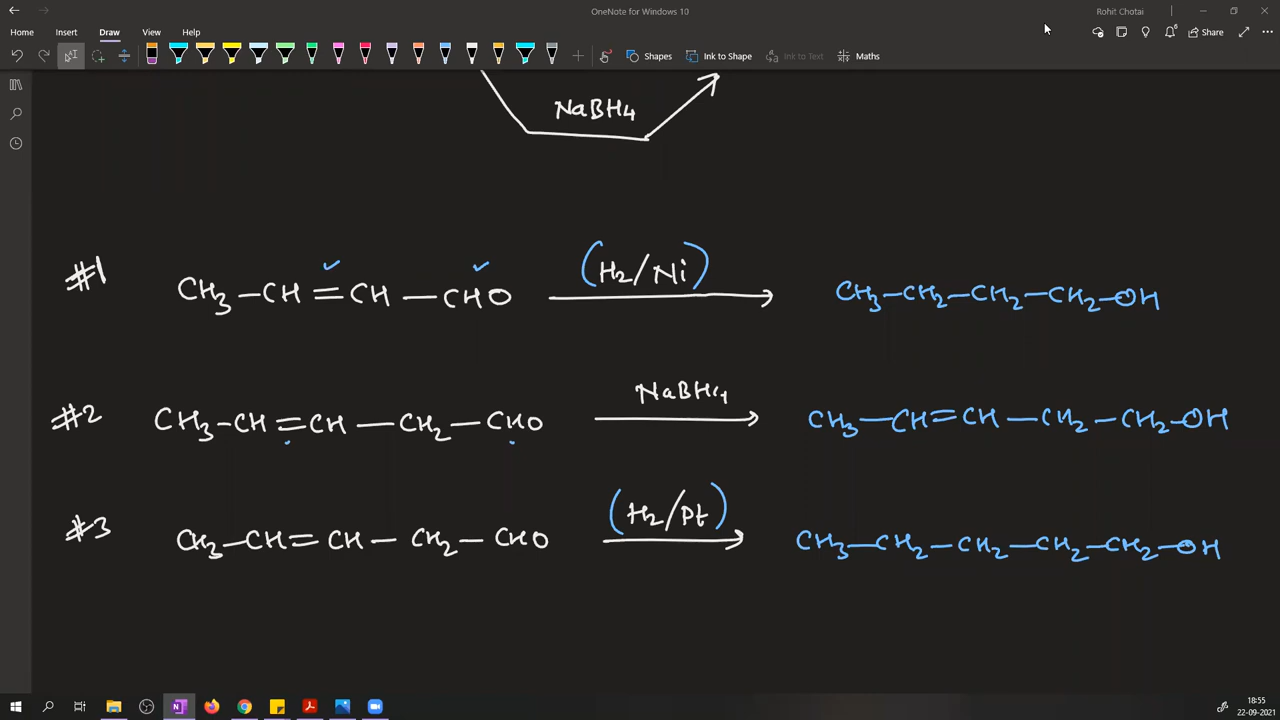 OneNote for Windows 10
Rohit Chatai
Home Insert Draw View Help
Share
Shapes Ink to Shape Ink to Text Maths
NaBH4
#1 CH3-CH=CH-CHO (H2/Ni) CH3-CH2-CH2-CH2-OH
#2 CH3-CH=CH-CH2-CHO NaBH4 CH3-CH=CH-CH2-CH2-OH
#3 CH3-CH=CH-CH2-CHO (H2/Pt) CH3-CH2-CH2-CH2-CH2-OH
18:55
22-09-2021